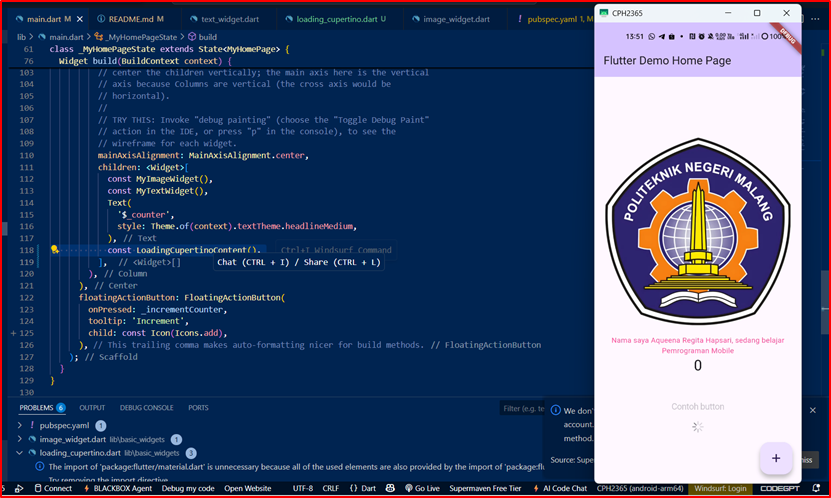 main.dart M X
README.md M
text_widget.dart
loading_cupertino.dart U
image_widget.dart
pubspec.yaml 1, M
lib > main.dart > _MyHomePageState > build
61 class _MyHomePageState extends State<MyHomePage> {
76 Widget build(BuildContext context) {
103 // center the children vertically; the main axis here is the vertical
104 // axis because Columns are vertical (the cross axis would be
105 // horizontal).
106 //
107 // TRY THIS: Invoke "debug painting" (choose the "Toggle Debug Paint"
108 // action in the IDE, or press "p" in the console), to see the
109 // wireframe for each widget.
110 mainAxisAlignment: MainAxisAlignment.center,
111 children: <Widget>[
112 const MyImageWidget(),
113 const MyTextWidget(),
114 Text(
115 '$_counter',
116 style: Theme.of(context).textTheme.headlineMedium,
117 ), // Text
118 const LoadingCupertinoContent(), Ctrl+I Windsurf Command
Chat (CTRL + I) / Share (CTRL + L)
119 ], // <Widget>[]
120 ), // Column
121 ), // Center
122 floatingActionButton: FloatingActionButton(
123 onPressed: _incrementCounter,
124 tooltip: 'Increment',
125 child: const Icon(Icons.add),
126 ), // This trailing comma makes auto-formatting nicer for build methods. // FloatingActionButton
127 ); // Scaffold
128 }
129 }
130
PROBLEMS 6 OUTPUT DEBUG CONSOLE PORTS
Filter (e.g. te
pubspec.yaml 1
image_widget.dart lib\basic_widgets 1
loading_cupertino.dart lib\basic_widgets 3
The import of 'package:flutter/material.dart' is unnecessary because all of the used elements are also provided by the import of 'package:fl
Try removing the import directive.
We don'
account.
method.
Source: Supe
Connect
BLACKBOX Agent
Debug my code
Open Website
UTF-8
CRLF
{} Dart
Go Live
Supermaven Free Tier
AI Code Chat
CPH2365 (android-arm64)
Windsurf: Login
CODEGPT
CPH2365
13:51
DEBUG
Flutter Demo Home Page
POLITEKNIK NEGERI MALANG
Nama saya Aqueena Regita Hapsari, sedang belajar
Pemrograman Mobile
0
Contoh button
+